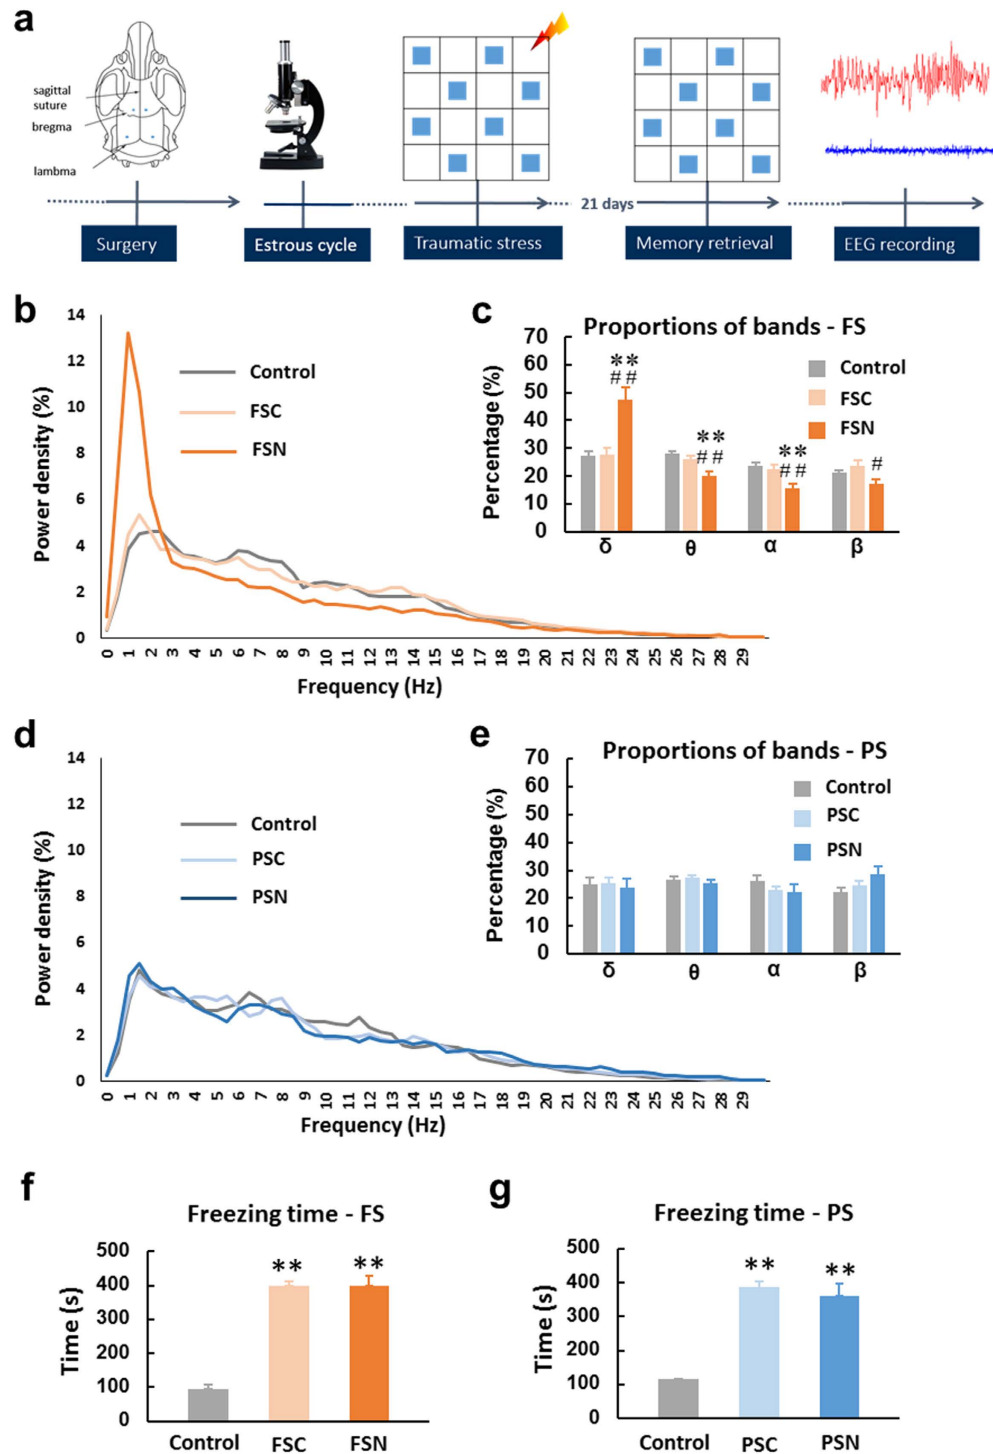 a
sagittal
suture
bregma
lambma
21 days
Surgery
Estrous cycle
Traumatic stress
Memory retrieval
EEG recording
b
Power density (%)
14
12
10
8
6
4
2
0
Control
FSC
FSN
0 1 2 3 4 5 6 7 8 9 10 11 12 13 14 15 16 17 18 19 20 21 22 23 24 25 26 27 28 29
Frequency (Hz)
c
Proportions of bands - FS
Percentage (%)
70
60
50
40
30
20
10
0
Control
FSC
FSN
**
##
**
##
**
##
#
δ θ α β
d
Power density (%)
14
12
10
8
6
4
2
0
Control
PSC
PSN
0 1 2 3 4 5 6 7 8 9 10 11 12 13 14 15 16 17 18 19 20 21 22 23 24 25 26 27 28 29
Frequency (Hz)
e
Proportions of bands - PS
Percentage (%)
70
60
50
40
30
20
10
0
Control
PSC
PSN
δ θ α β
f
Freezing time - FS
Time (s)
500
400
300
200
100
0
** **
Control FSC FSN
g
Freezing time - PS
Time (s)
500
400
300
200
100
0
** **
Control PSC PSN